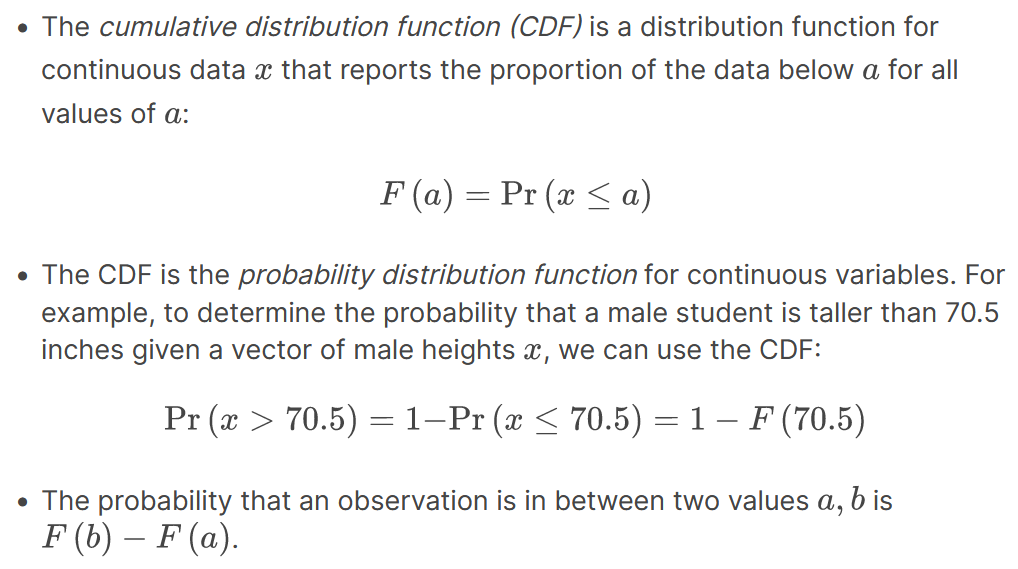 • The cumulative distribution function (CDF) is a distribution function for
continuous data x that reports the proportion of the data below a for all
values of a:
F (a) = Pr (x ≤ a)
• The CDF is the probability distribution function for continuous variables. For
example, to determine the probability that a male student is taller than 70.5
inches given a vector of male heights x, we can use the CDF:
Pr (x > 70.5) = 1−Pr (x ≤ 70.5) = 1 − F (70.5)
• The probability that an observation is in between two values a, b is
F (b) − F (a).